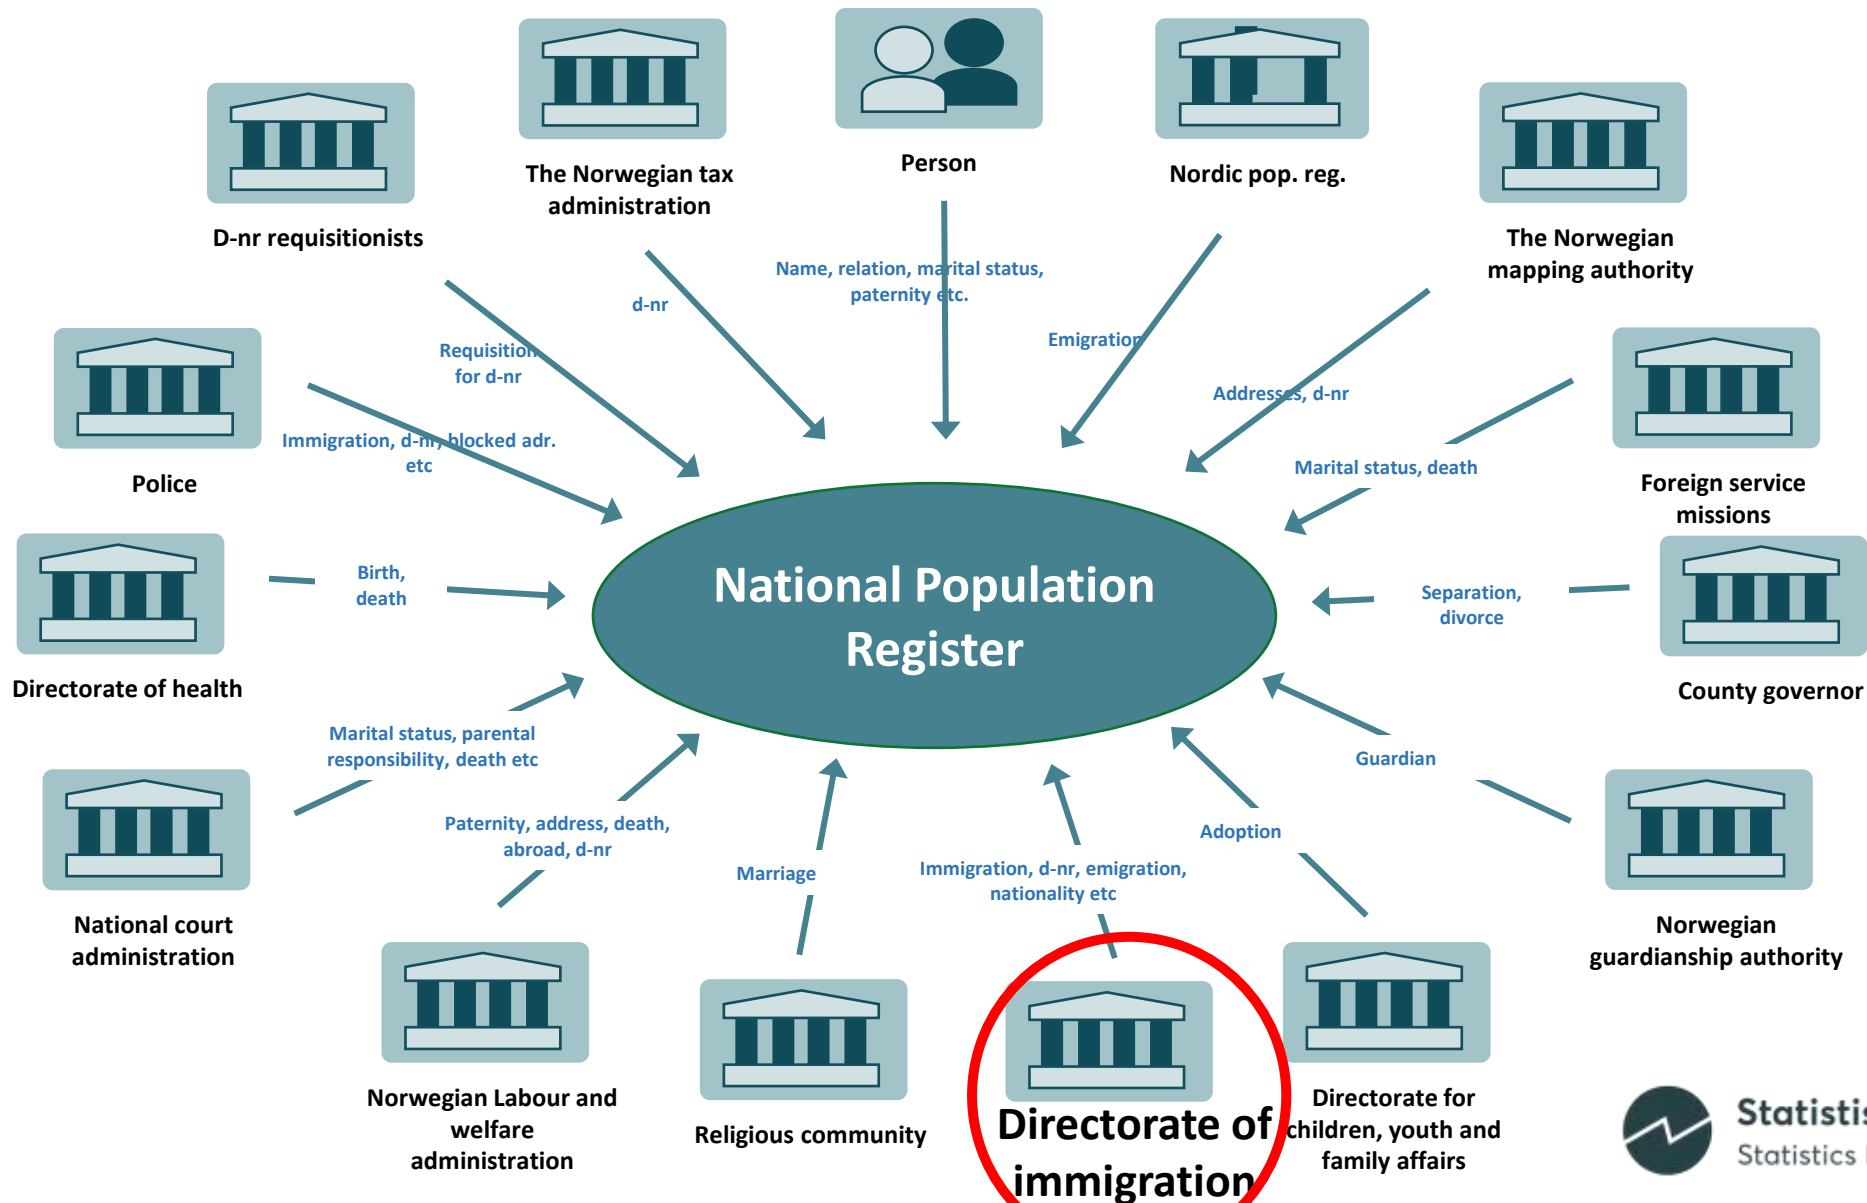 Person
The Norwegian tax
administration
Nordic pop. reg.
D-nr requisitionists
The Norwegian
mapping authority
Name, relation, marital status,
paternity etc.
d-nr
Emigration
Requisition
for d-nr
Addresses, d-nr
Immigration, d-nr, blocked adr.
etc
Police
Marital status, death
Foreign service
missions
Birth,
death
National Population
Register
Separation,
divorce
Directorate of health
County governor
Marital status, parental
responsibility, death etc
Guardian
Paternity, address, death,
abroad, d-nr
Marriage
Immigration, d-nr, emigration,
nationality etc
Adoption
National court
administration
Norwegian
guardianship authority
Norwegian Labour and
welfare
administration
Religious community
Directorate of
immigration
Directorate for
children, youth and
family affairs
Statistis
Statistics